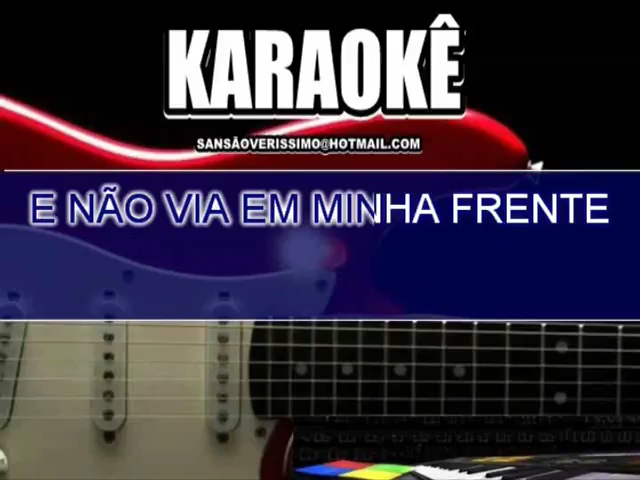 KARAOKÊ
SANSÃOVERISSIMO@HOTMAIL.COM
E NÃO VIA EM MINHA FRENTE